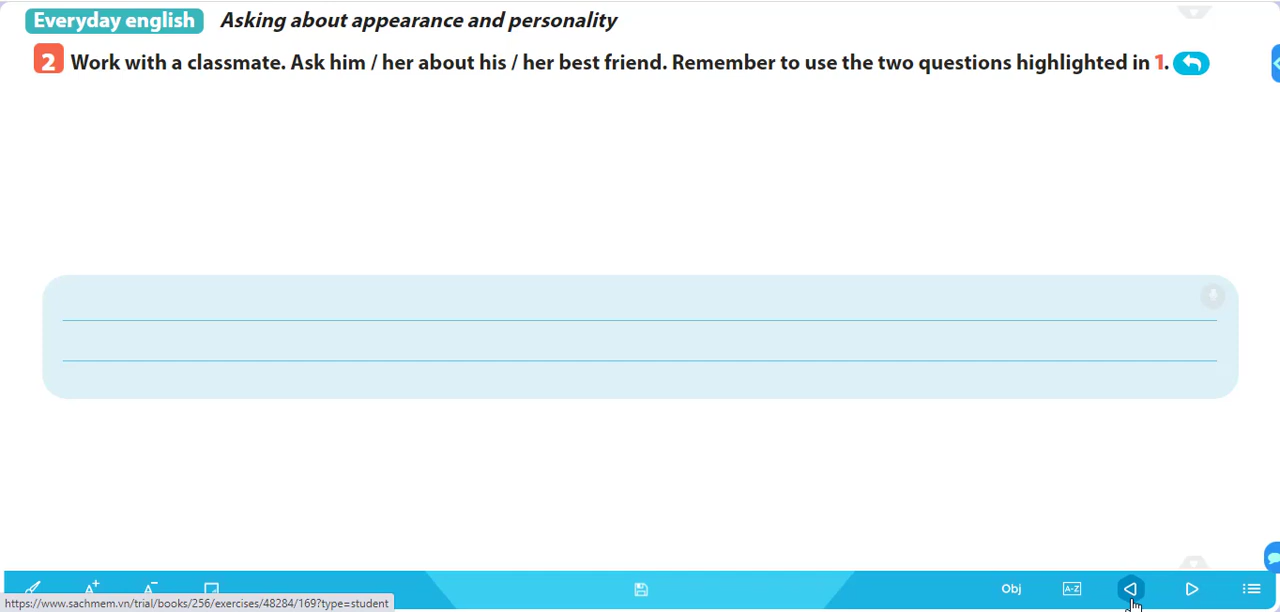 Everyday english Asking about appearance and personality
2 Work with a classmate. Ask him / her about his / her best friend. Remember to use the two questions highlighted in 1.
A+ A- Obj A-Z
https://www.sachmem.vn/trial/books/256/exercises/48284/169?type=student